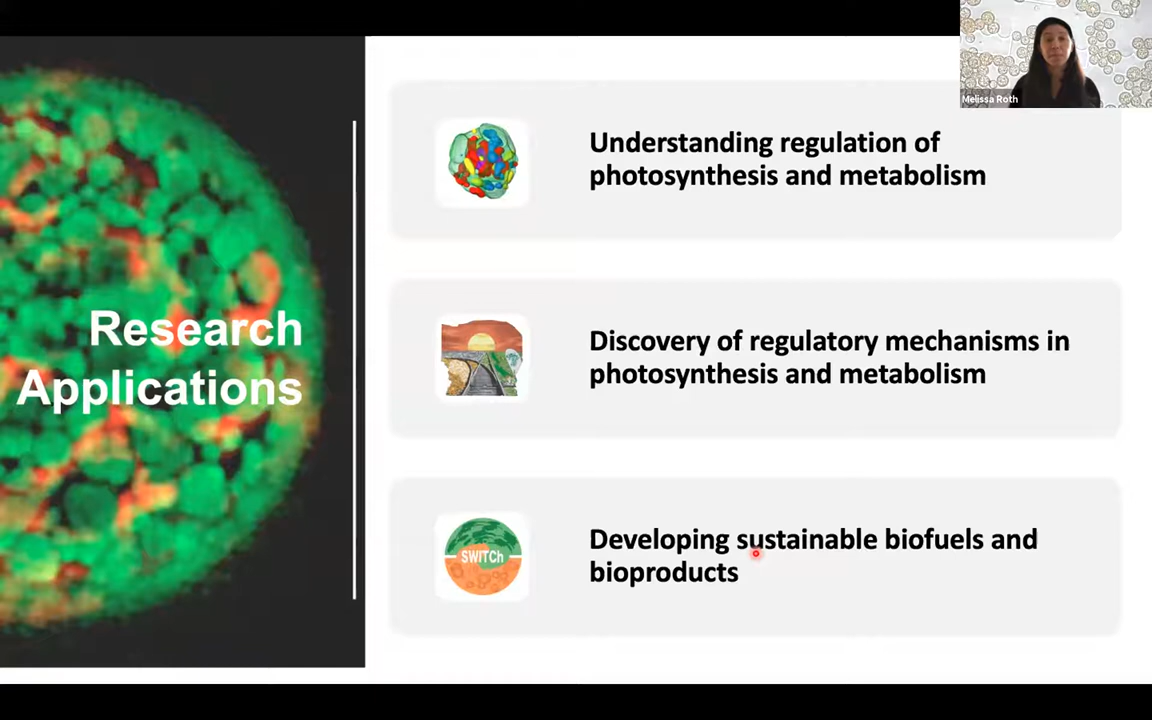 Melissa Roth
Understanding regulation of
photosynthesis and metabolism
Research
Applications
Discovery of regulatory mechanisms in
photosynthesis and metabolism
SWITCh
Developing sustainable biofuels and
bioproducts